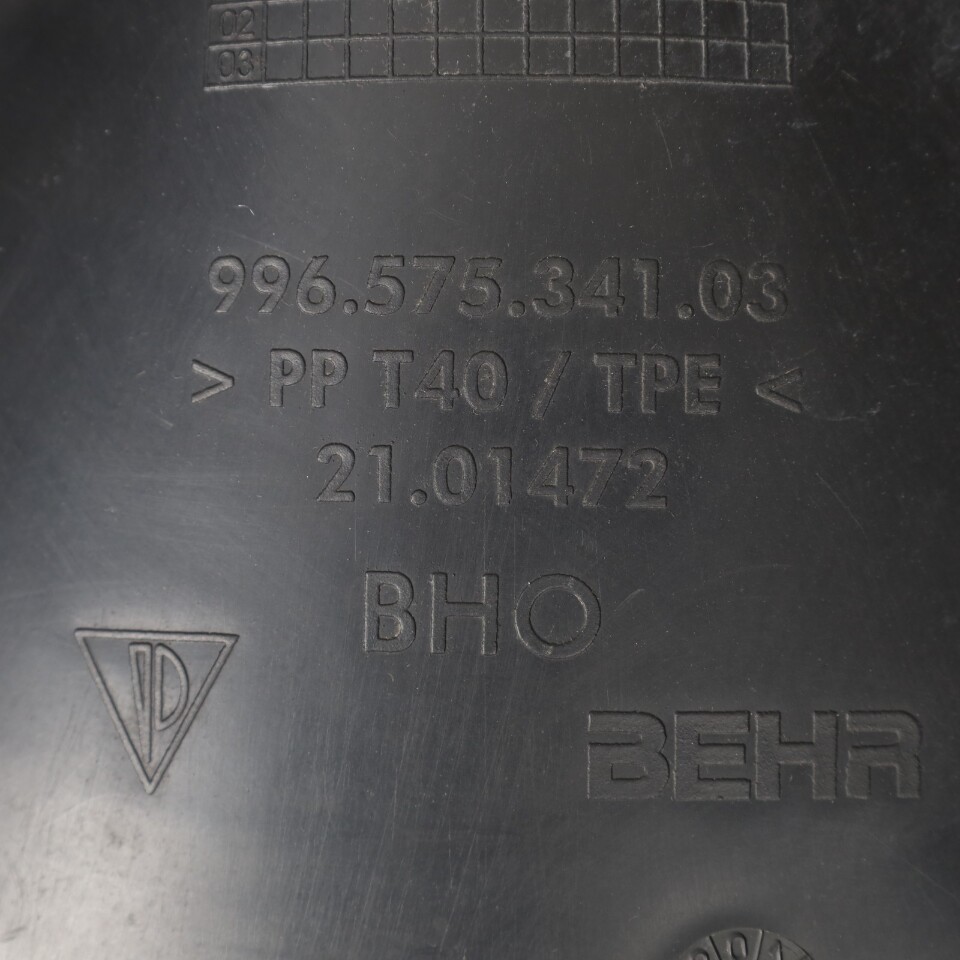 02
03
996.575.341.03
> PP T40 / TPE <
21.01472
BHO
BEHR